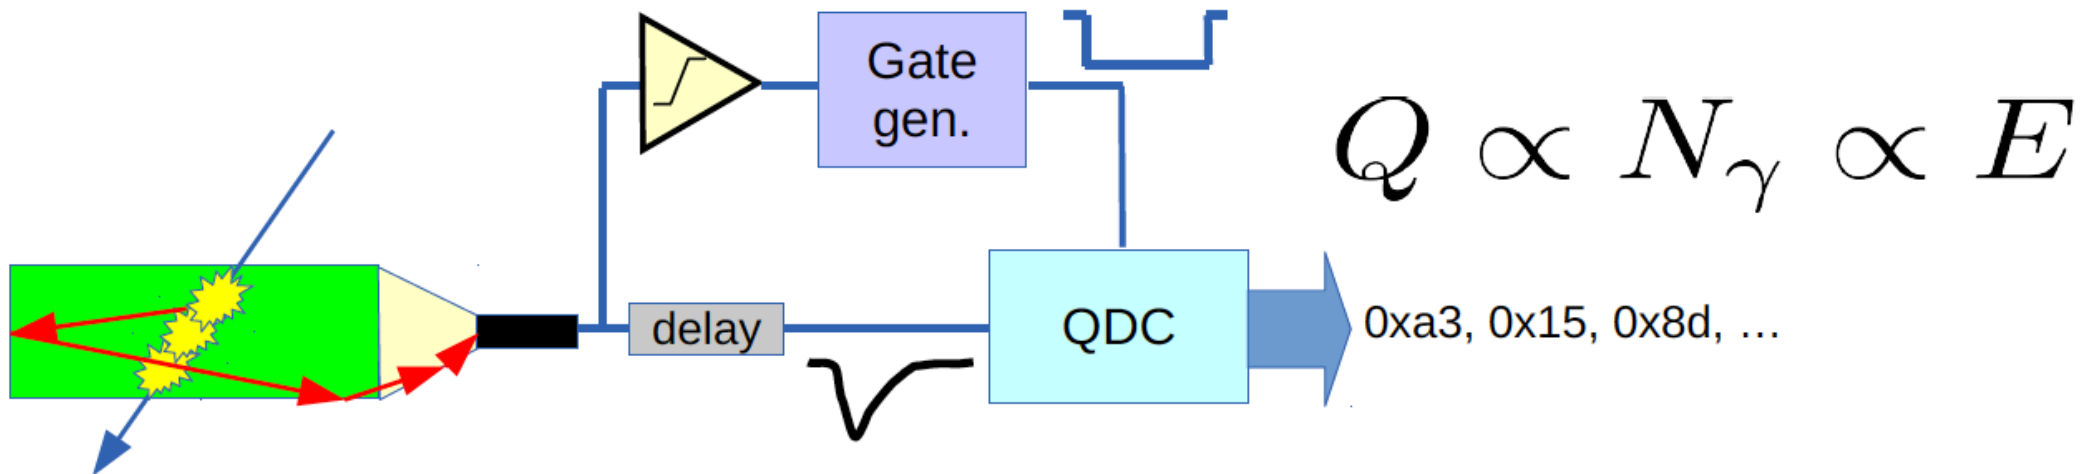 Gate
gen.
Q ∝ N_γ ∝ E
delay
QDC
0xa3, 0x15, 0x8d, ...